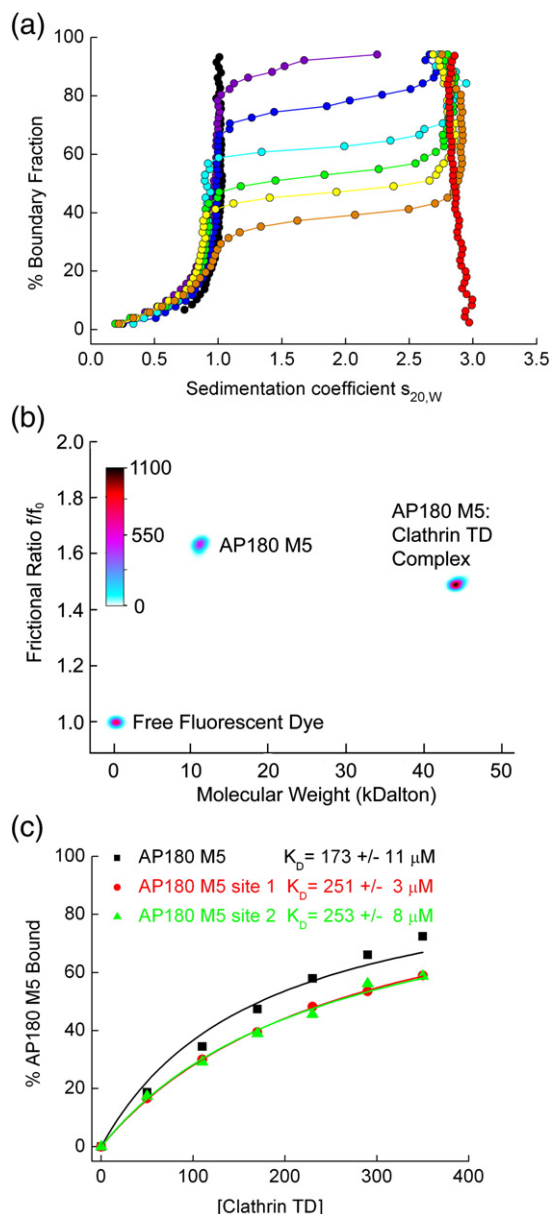 (a)
100
80
60
40
20
0
% Boundary Fraction
0.0 0.5 1.0 1.5 2.0 2.5 3.0 3.5
Sedimentation coefficient s20,W
(b)
2.0
1.8
1.6
1.4
1.2
1.0
Frictional Ratio f/f0
1100
550
0
AP180 M5
AP180 M5:
Clathrin TD
Complex
Free Fluorescent Dye
0 10 20 30 40 50
Molecular Weight (kDalton)
(c)
100
80
60
40
20
0
% AP180 M5 Bound
AP180 M5 KD= 173 +/- 11 μM
AP180 M5 site 1 KD= 251 +/- 3 μM
AP180 M5 site 2 KD= 253 +/- 8 μM
0 100 200 300 400
[Clathrin TD]